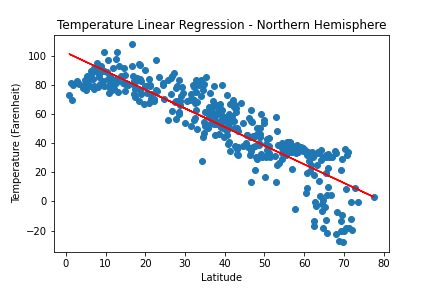 Temperature Linear Regression - Northern Hemisphere
100
80
60
40
20
0
−20
Temperature (Farenheit)
0 10 20 30 40 50 60 70 80
Latitude